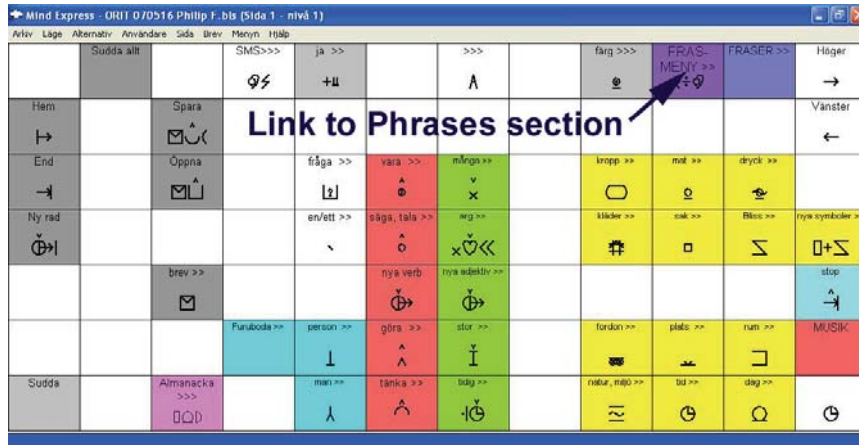 Mind Express - ORIT 070516 Philip F.bls (Sida 1 - nivå 1)
Arkiv Läge Alternativ Användare Sida Brev Menyn Hjälp
Sudda allt SMS>>> ja >> >>> färg >>> FRAS-MENY >> FRASER >> Höger
Hem Spara Vänster
Link to Phrases section
End Öppna fråga >> vara >> många >> kropp >> mat >> dryck >>
Ny rad en/ett >> säga, tala >> arg >> kläder >> sak >> Bliss >> nya symboler >
brev >> nya verb nya adjektiv >> stop
Furuboda >> person >> göra >> stor >> fordon >> plats >> rum >> MUSIK
Sudda Almanacka >>> man >> tänka >> tidig >> natur, miljö >> tid >> dag >>